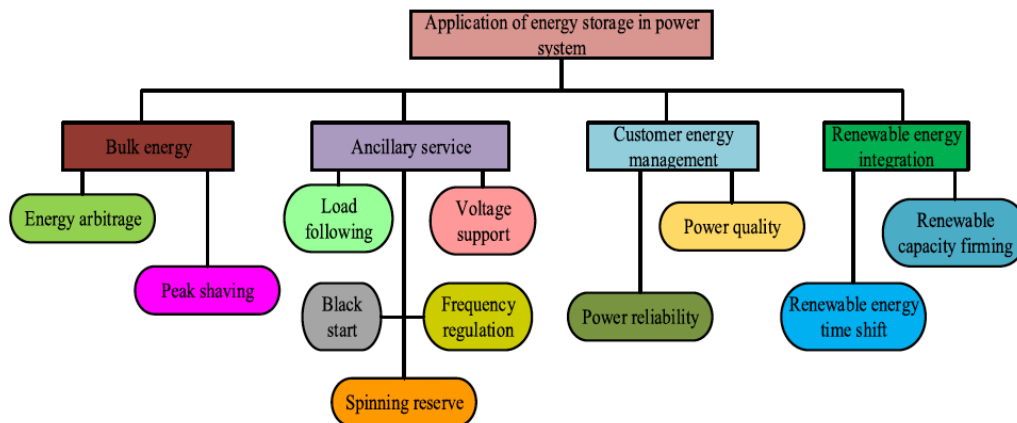 Application of energy storage in power
system
Bulk energy
Ancillary service
Customer energy
management
Renewable energy
integration
Energy arbitrage
Load
following
Voltage
support
Power quality
Renewable
capacity firming
Peak shaving
Black
start
Frequency
regulation
Power reliability
Renewable energy
time shift
Spinning reserve